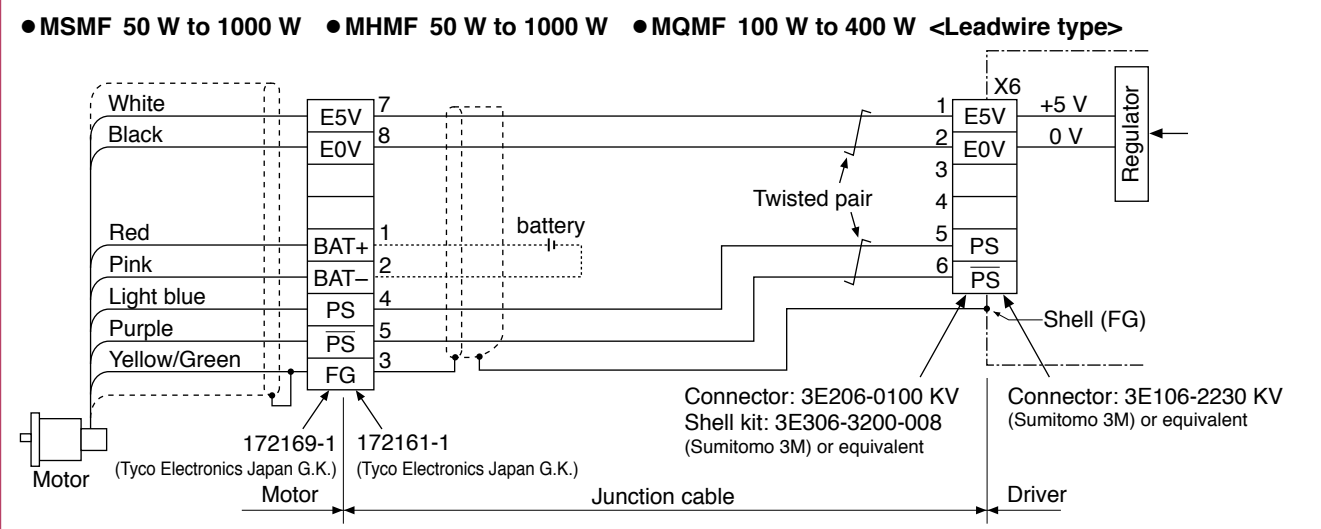 ●MSMF 50 W to 1000 W ●MHMF 50 W to 1000 W ●MQMF 100 W to 400 W <Leadwire type>
X6
White
7
1
+5 V
E5V
E5V
Black
8
2
0 V
E0V
E0V
Regulator
3
4
Twisted pair
Red
1
battery
5
BAT+
PS
Pink
2
6
BAT–
P̅S̅
Light blue
4
PS
Purple
5
P̅S̅
Shell (FG)
Yellow/Green
3
FG
Connector: 3E206-0100 KV
Shell kit: 3E306-3200-008
(Sumitomo 3M) or equivalent
Connector: 3E106-2230 KV
(Sumitomo 3M) or equivalent
172169-1
(Tyco Electronics Japan G.K.)
172161-1
(Tyco Electronics Japan G.K.)
Motor
Motor
Junction cable
Driver